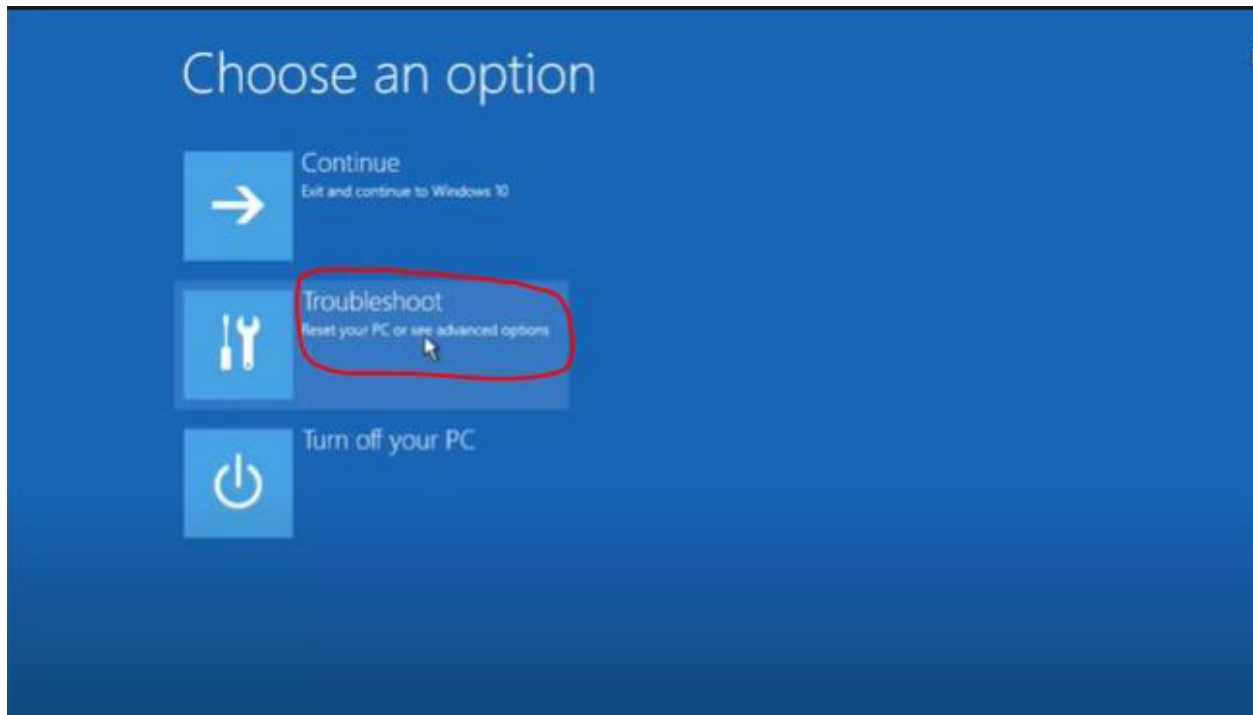 Choose an option
Continue
Exit and continue to Windows 10
Troubleshoot
Reset your PC or see advanced options
Turn off your PC